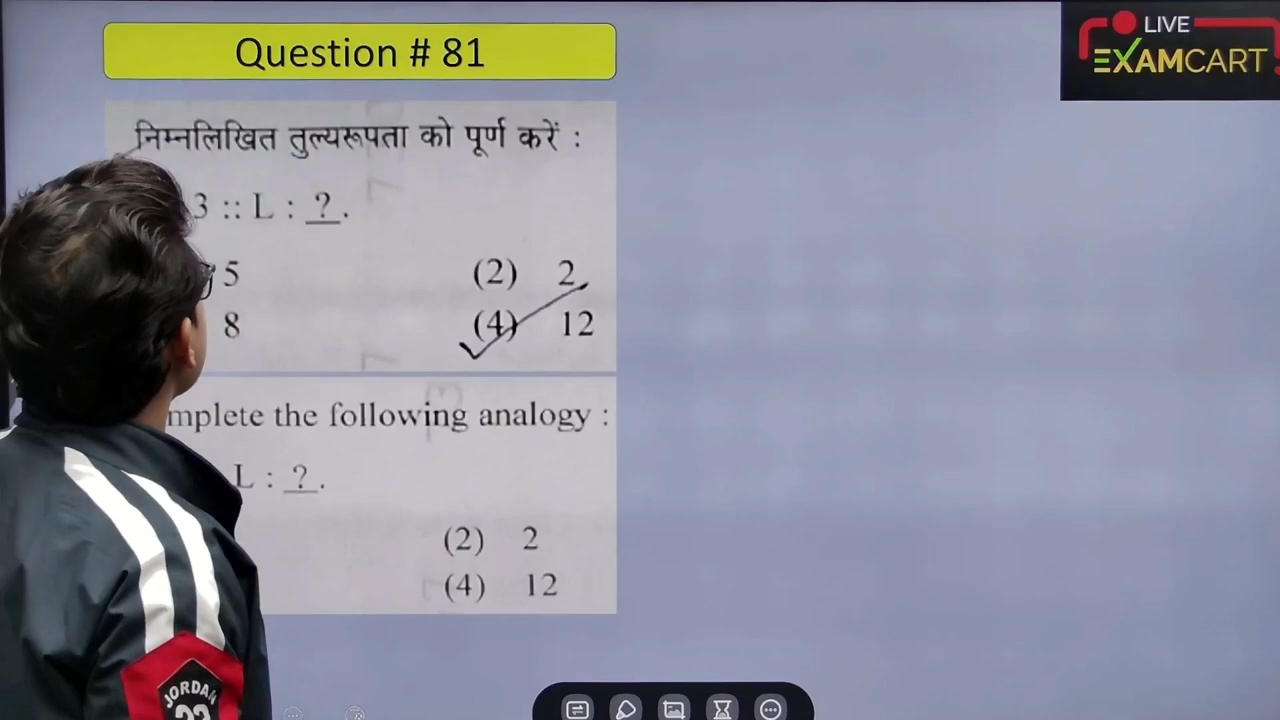 Question # 81
LIVE
EXAMCART
निम्नलिखित तुल्यरूपता को पूर्ण करें :
3 :: L : ?.
5
(2) 2
8
(4) 12
following analogy :
the
L : ?.
(2) 2
(4) 12
JORDAN
23